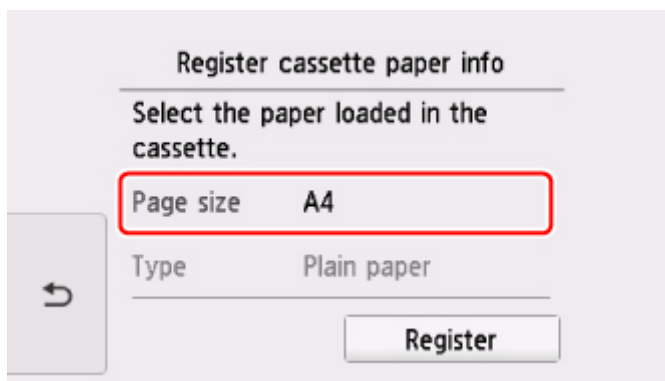 Register cassette paper info
Select the paper loaded in the
cassette.
Page size A4
Type Plain paper
Register